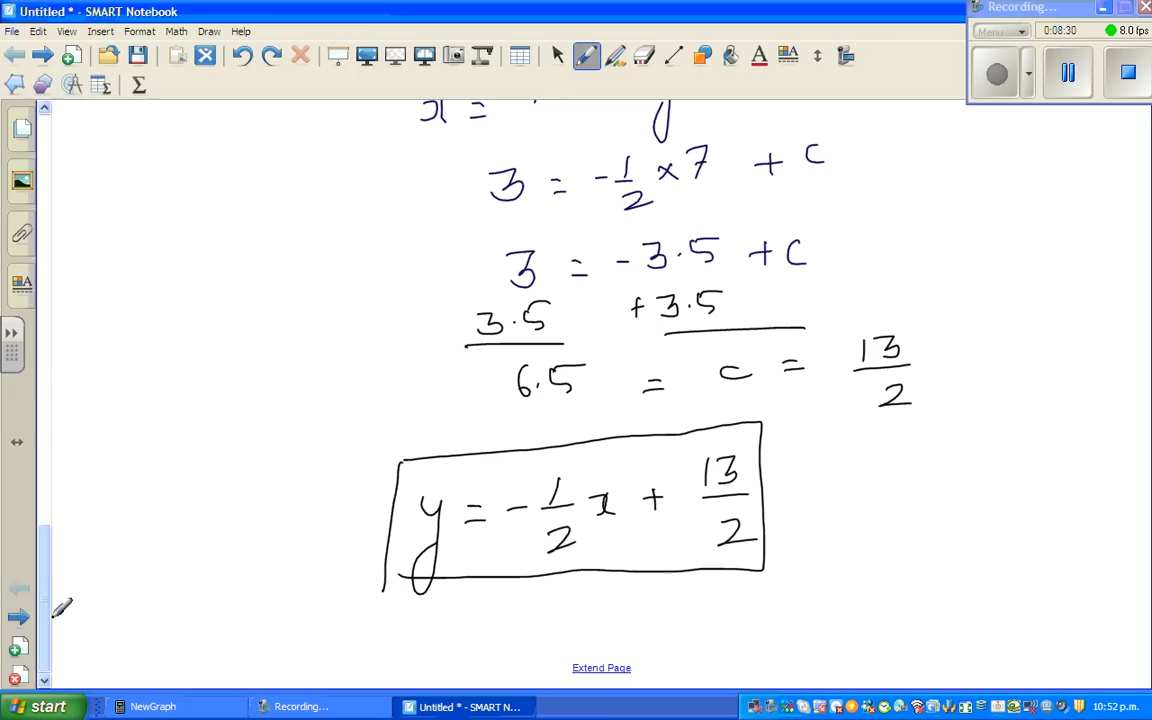 Untitled * - SMART Notebook
Recording...
File Edit View Insert Format Math Draw Help
Menu
0:08:30
8.0 fps
x =
y
3 = -1/2 × 7 + c
3 = -3.5 + c
3.5 +3.5
6.5 = c = 13/2
y = -1/2 x + 13/2
Extend Page
start
NewGraph
Recording...
Untitled * - SMART N...
10:52 p.m.